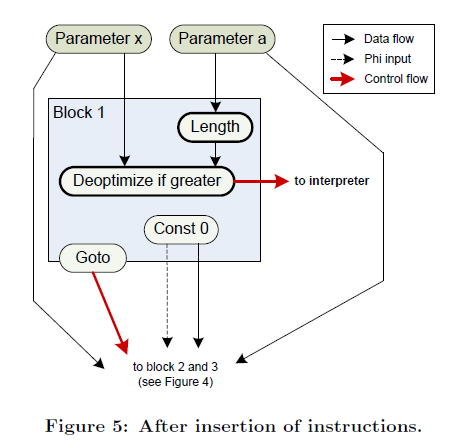 Parameter x
Parameter a
Data flow
Phi input
Control flow
Block 1
Length
Deoptimize if greater
to interpreter
Const 0
Goto
to block 2 and 3
(see Figure 4)
Figure 5: After insertion of instructions.